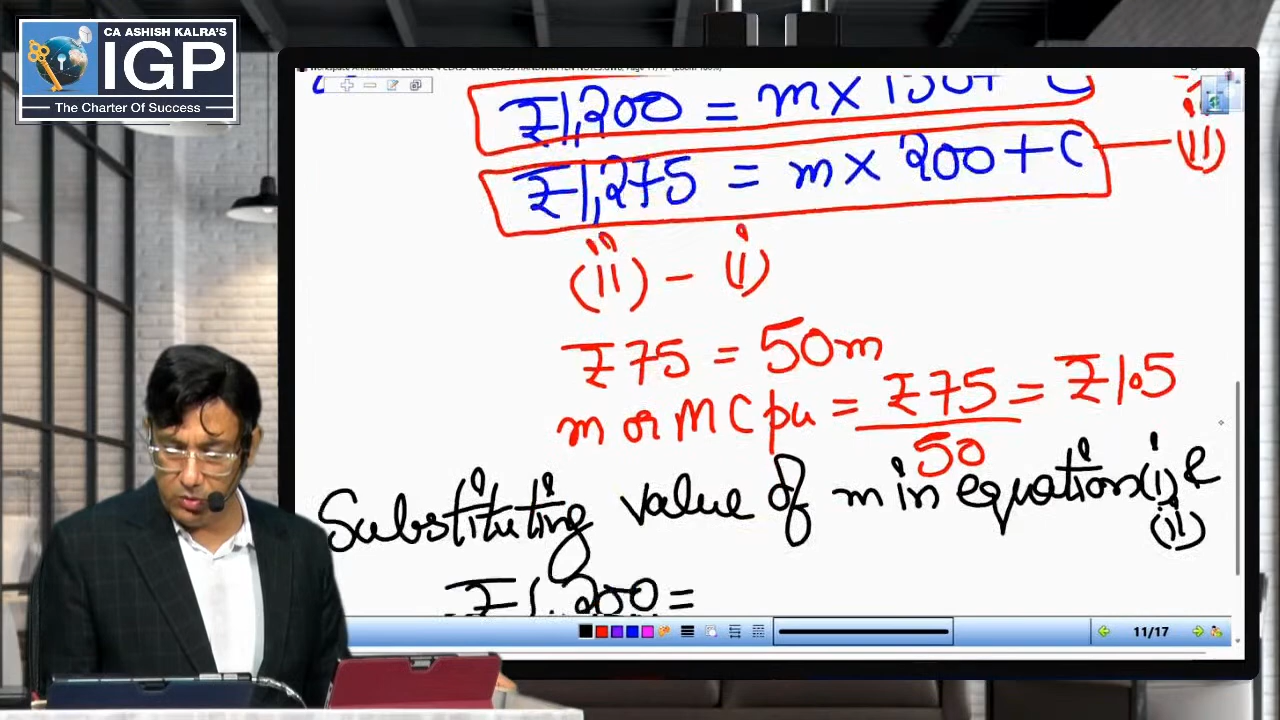 CA ASHISH KALRA'S
IGP
The Charter Of Success
₹1,200 = m x 150+ C
₹1,275 = m x 200 + C
(ii)
(ii) - (i)
₹75 = 50m
m or MC pu = ₹75 = ₹1.5
50
Substituting value of m in equation (i) &
(ii)
₹1,200 =
11/17